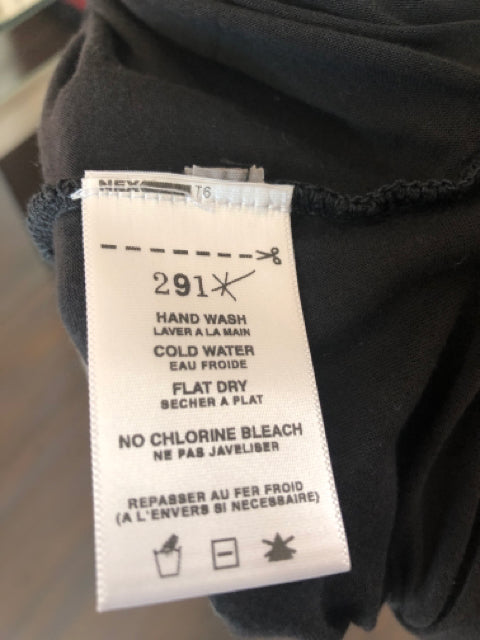 T6
291
HAND WASH
LAVER A LA MAIN
COLD WATER
EAU FROIDE
FLAT DRY
SECHER A PLAT
NO CHLORINE BLEACH
NE PAS JAVELISER
REPASSER AU FER FROID
(A L'ENVERS SI NECESSAIRE)